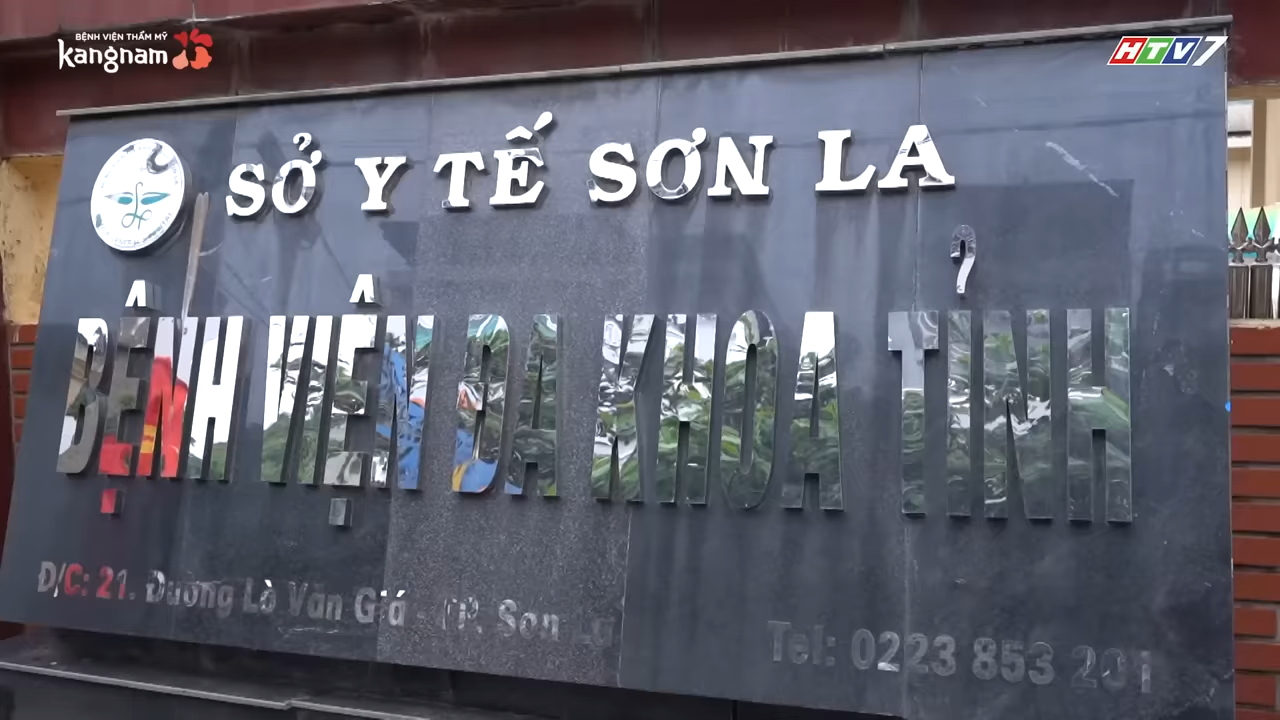 BỆNH VIỆN THẨM MỸ
kangnam
HTV7
SỞ Y TẾ SƠN LA
BỆNH VIỆN ĐA KHOA TỈNH
Đ/C: 21. Đường Lò Văn Giá - TP. Sơn La
Tel: 0223 853 201